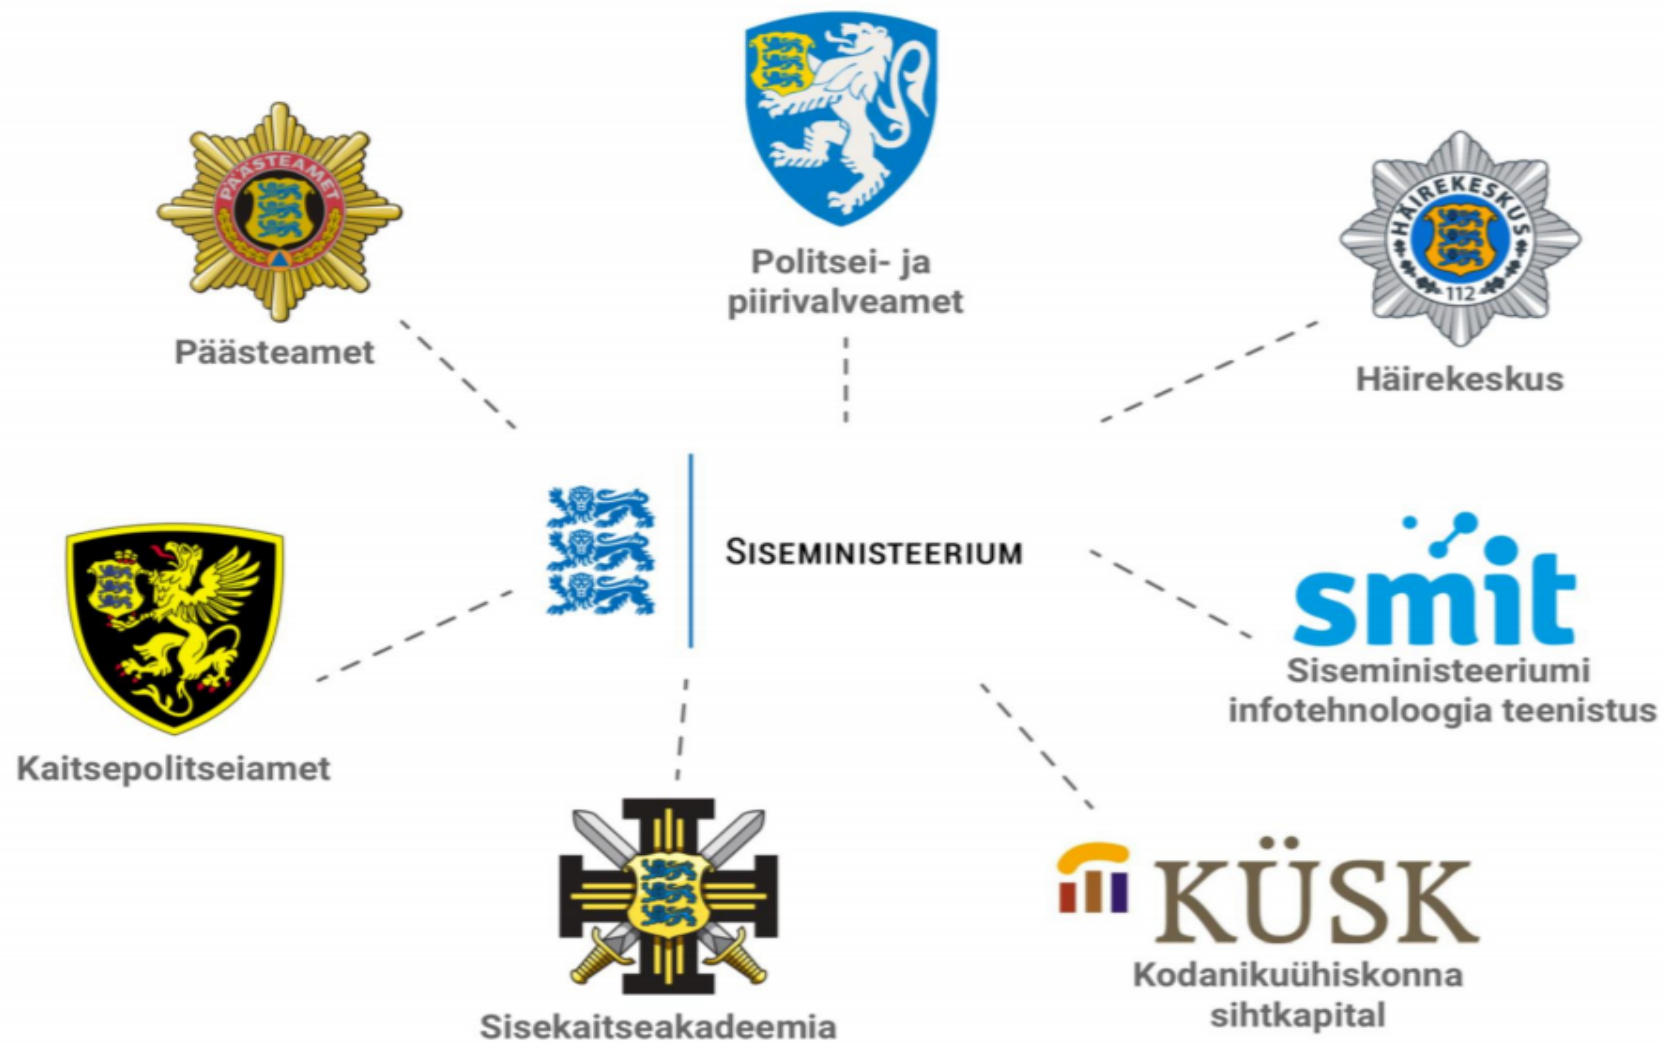 Politsei- ja
piirivalveamet
PÄÄSTEAMET
Päästeamet
HÄIREKESKUS
112
Häirekeskus
SISEMINISTEERIUM
smit
Siseministeeriumi
infotehnoloogia teenistus
Kaitsepolitseiamet
KÜSK
Kodanikuühiskonna
sihtkapital
Sisekaitseakadeemia